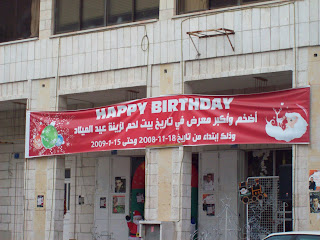 HAPPY BIRTHDAY
أضخم وأكبر معرض في تاريخ بيت لحم لزينة عيد الميلاد
وذلك إبتداء من تاريخ 18-11-2008 وحتى 15-1-2009